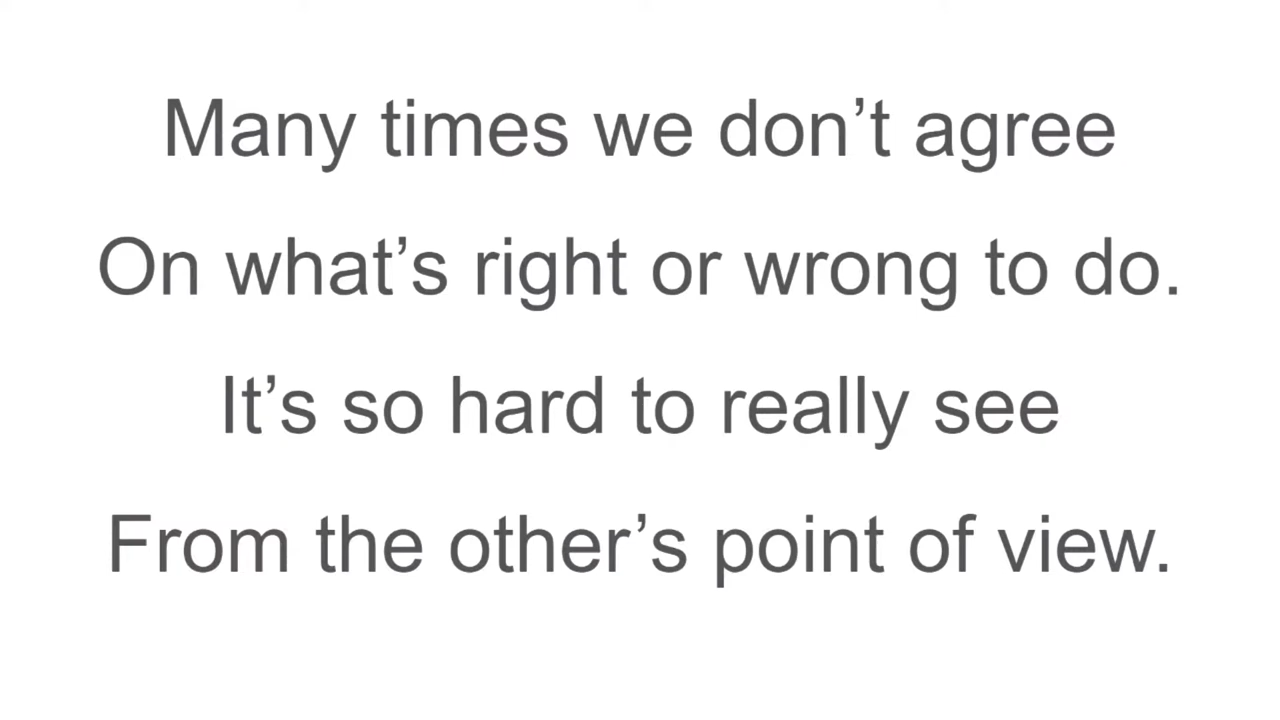 Many times we don’t agree
On what’s right or wrong to do.
It’s so hard to really see
From the other’s point of view.